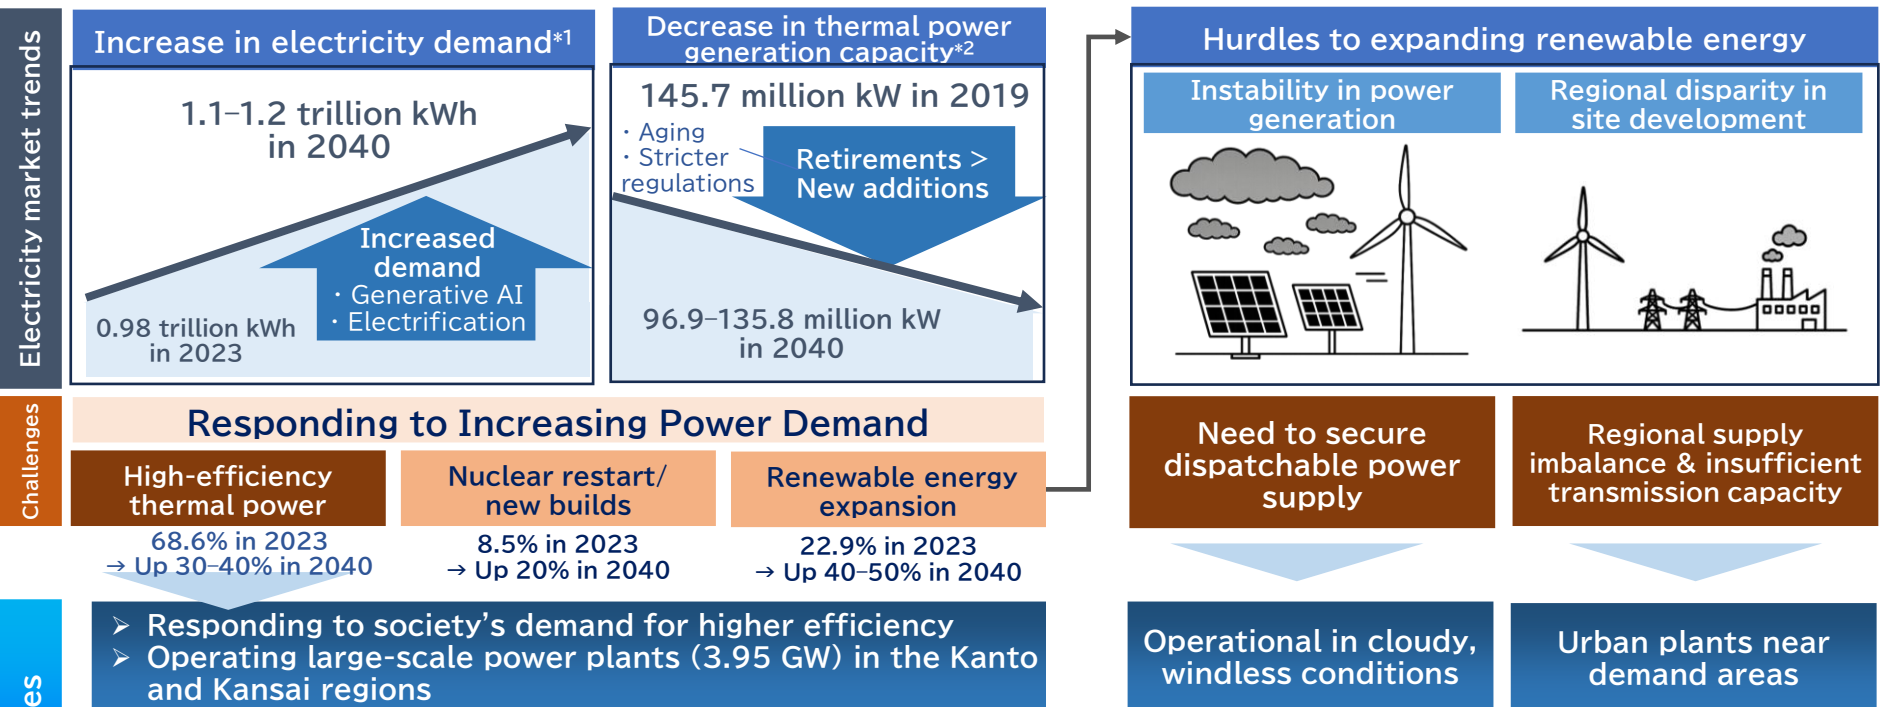 Electricity market trends
Increase in electricity demand*1
1.1–1.2 trillion kWh
in 2040
Increased
demand
・Generative AI
・Electrification
0.98 trillion kWh
in 2023
Decrease in thermal power
generation capacity*2
145.7 million kW in 2019
・Aging
・Stricter
regulations
Retirements >
New additions
96.9–135.8 million kW
in 2040
Hurdles to expanding renewable energy
Instability in power
generation
Regional disparity in
site development
Challenges
Responding to Increasing Power Demand
High-efficiency
thermal power
68.6% in 2023
→ Up 30–40% in 2040
Nuclear restart/
new builds
8.5% in 2023
→ Up 20% in 2040
Renewable energy
expansion
22.9% in 2023
→ Up 40–50% in 2040
Need to secure
dispatchable power
supply
Regional supply
imbalance & insufficient
transmission capacity
es
➢ Responding to society’s demand for higher efficiency
➢ Operating large-scale power plants (3.95 GW) in the Kanto
and Kansai regions
Operational in cloudy,
windless conditions
Urban plants near
demand areas